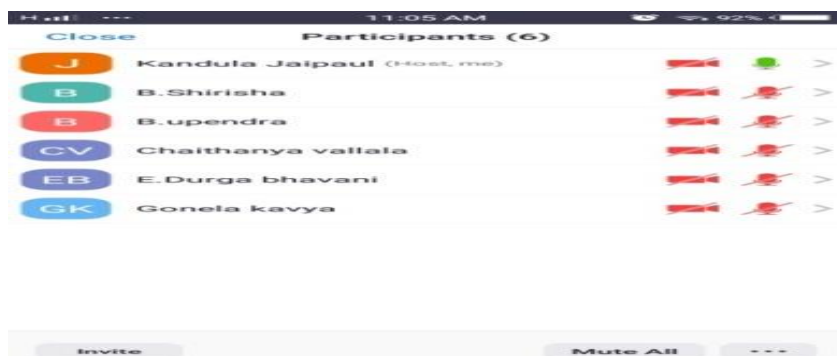 H 11:05 AM 92%
Close Participants (6)
J Kandula Jaipaul (Host, me)
B B.Shirisha
B B.upendra
CV Chaithanya vallala
EB E.Durga bhavani
GK Gonela kavya
Invite Mute All ...